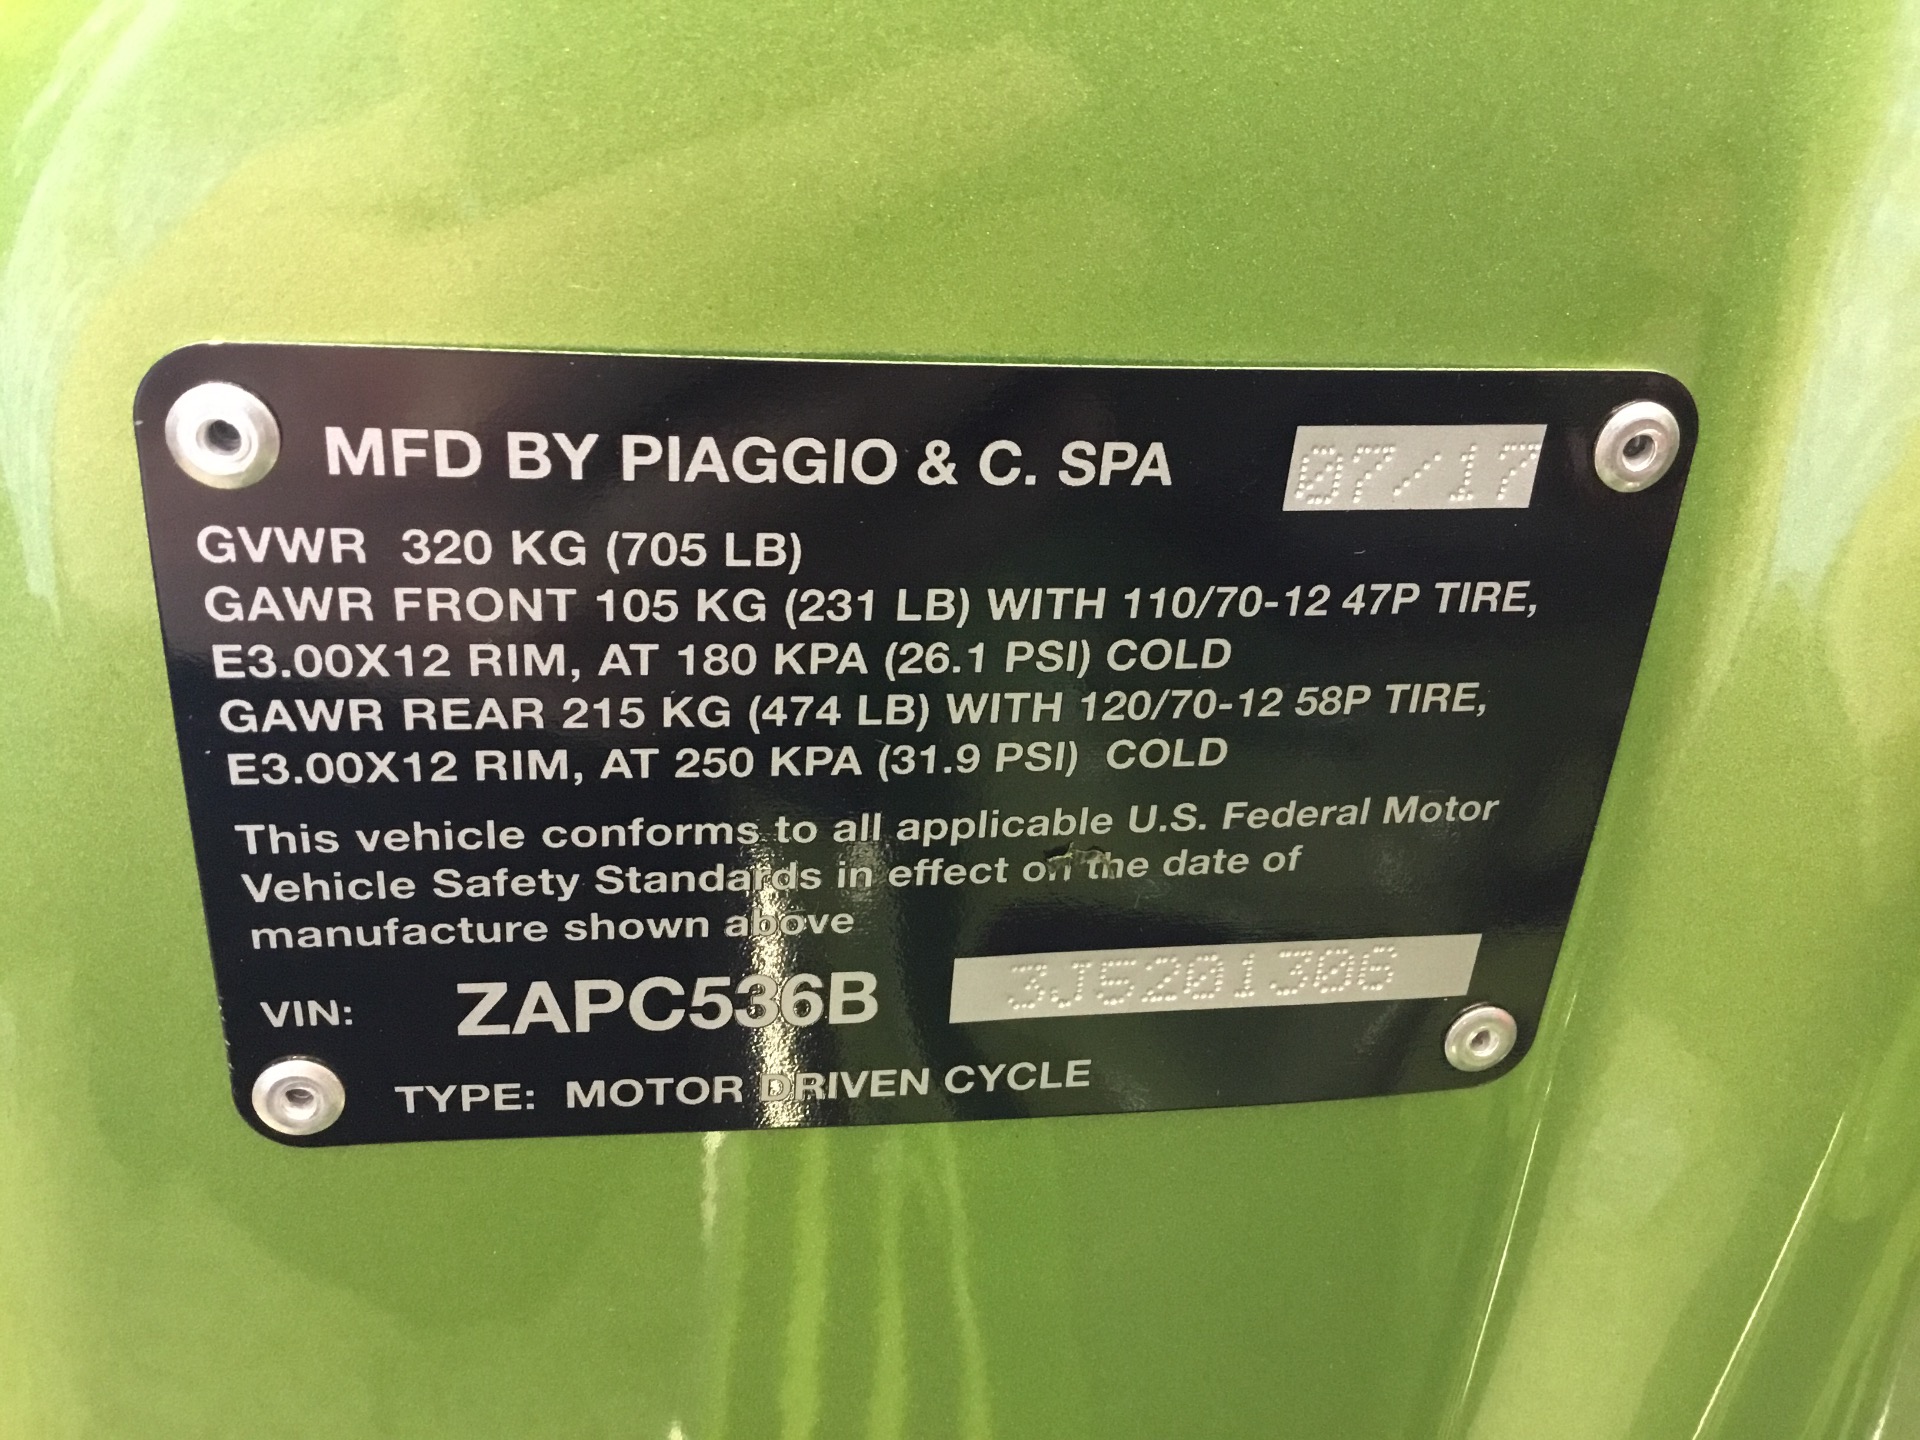 MFD BY PIAGGIO & C. SPA 07/17
GVWR 320 KG (705 LB)
GAWR FRONT 105 KG (231 LB) WITH 110/70-12 47P TIRE,
E3.00X12 RIM, AT 180 KPA (26.1 PSI) COLD
GAWR REAR 215 KG (474 LB) WITH 120/70-12 58P TIRE,
E3.00X12 RIM, AT 250 KPA (31.9 PSI) COLD
This vehicle conforms to all applicable U.S. Federal Motor
Vehicle Safety Standards in effect on the date of
manufacture shown above
VIN: ZAPC536B 3J5201306
TYPE: MOTOR DRIVEN CYCLE